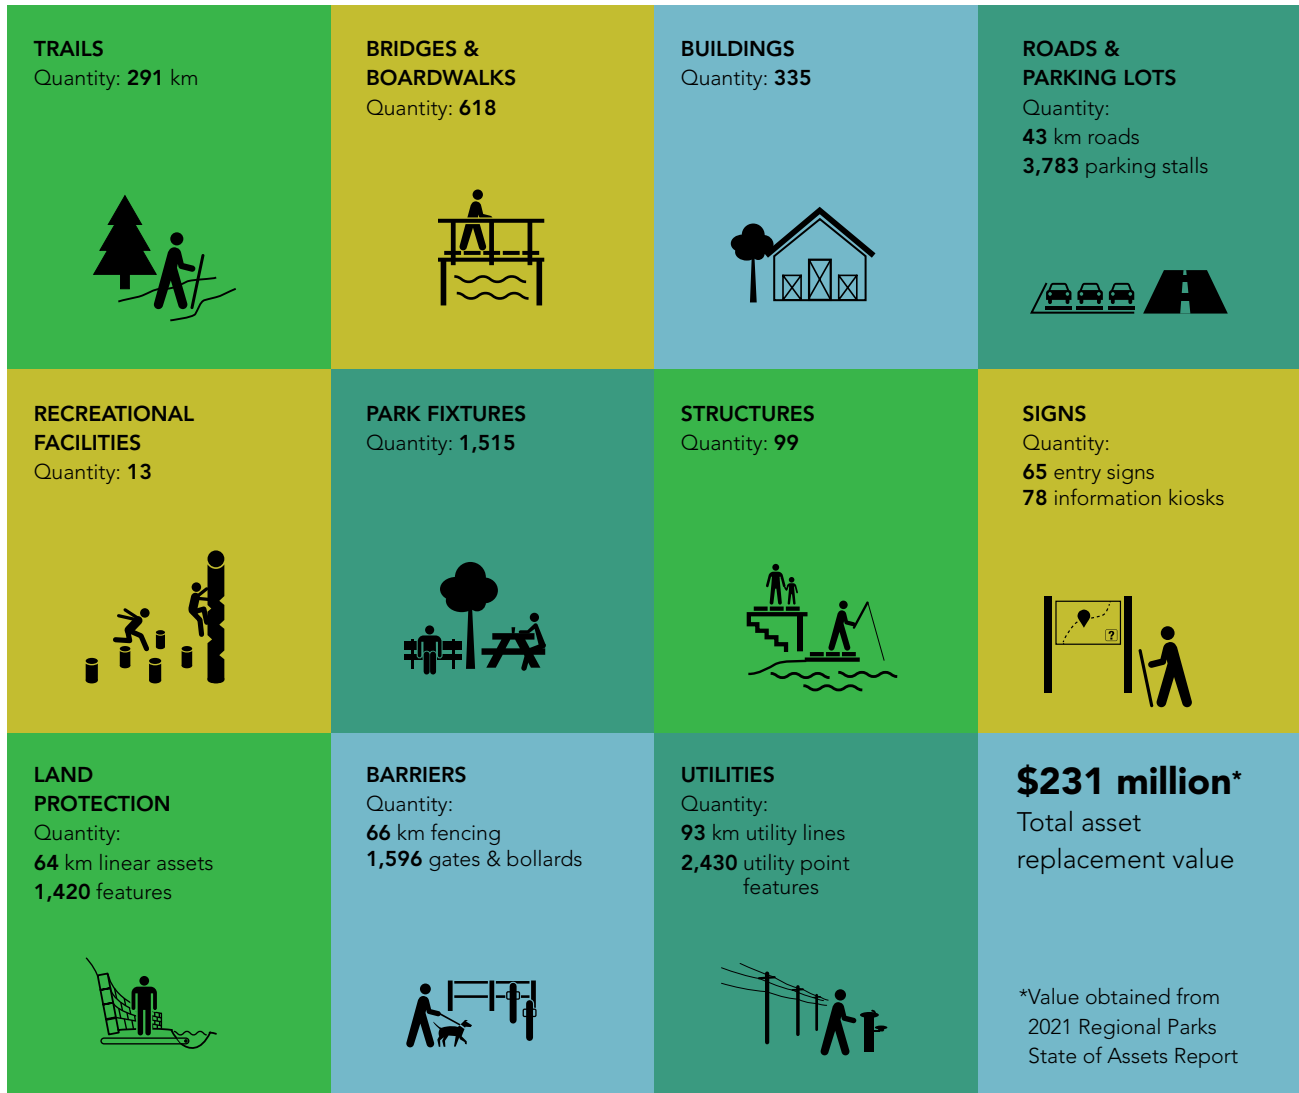 TRAILS
Quantity: 291 km
BRIDGES &
BOARDWALKS
Quantity: 618
BUILDINGS
Quantity: 335
ROADS &
PARKING LOTS
Quantity:
43 km roads
3,783 parking stalls
RECREATIONAL
FACILITIES
Quantity: 13
PARK FIXTURES
Quantity: 1,515
STRUCTURES
Quantity: 99
SIGNS
Quantity:
65 entry signs
78 information kiosks
?
LAND
PROTECTION
Quantity:
64 km linear assets
1,420 features
BARRIERS
Quantity:
66 km fencing
1,596 gates & bollards
UTILITIES
Quantity:
93 km utility lines
2,430 utility point
features
$231 million*
Total asset
replacement value
*Value obtained from
2021 Regional Parks
State of Assets Report